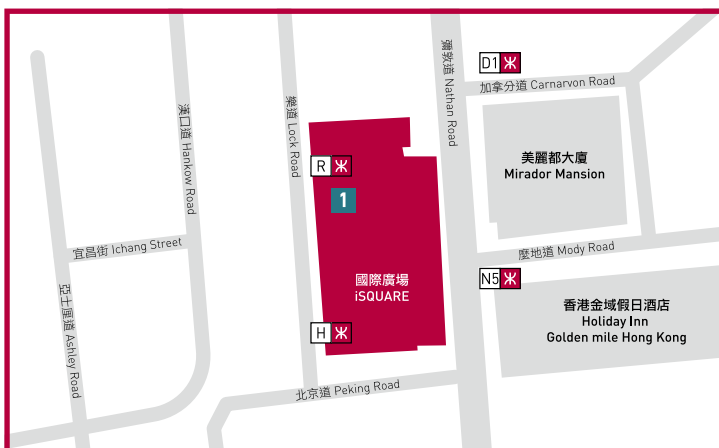 D1
加拿分道 Carnarvon Road
彌敦道 Nathan Road
漢口道 Hankow Road
樂道 Lock Road
美麗都大廈
Mirador Mansion
R
1
宜昌街 Ichang Street
麼地道 Mody Road
亞士厘道 Ashley Road
國際廣場
iSQUARE
N5
香港金域假日酒店
Holiday Inn
Golden mile Hong Kong
H
北京道 Peking Road